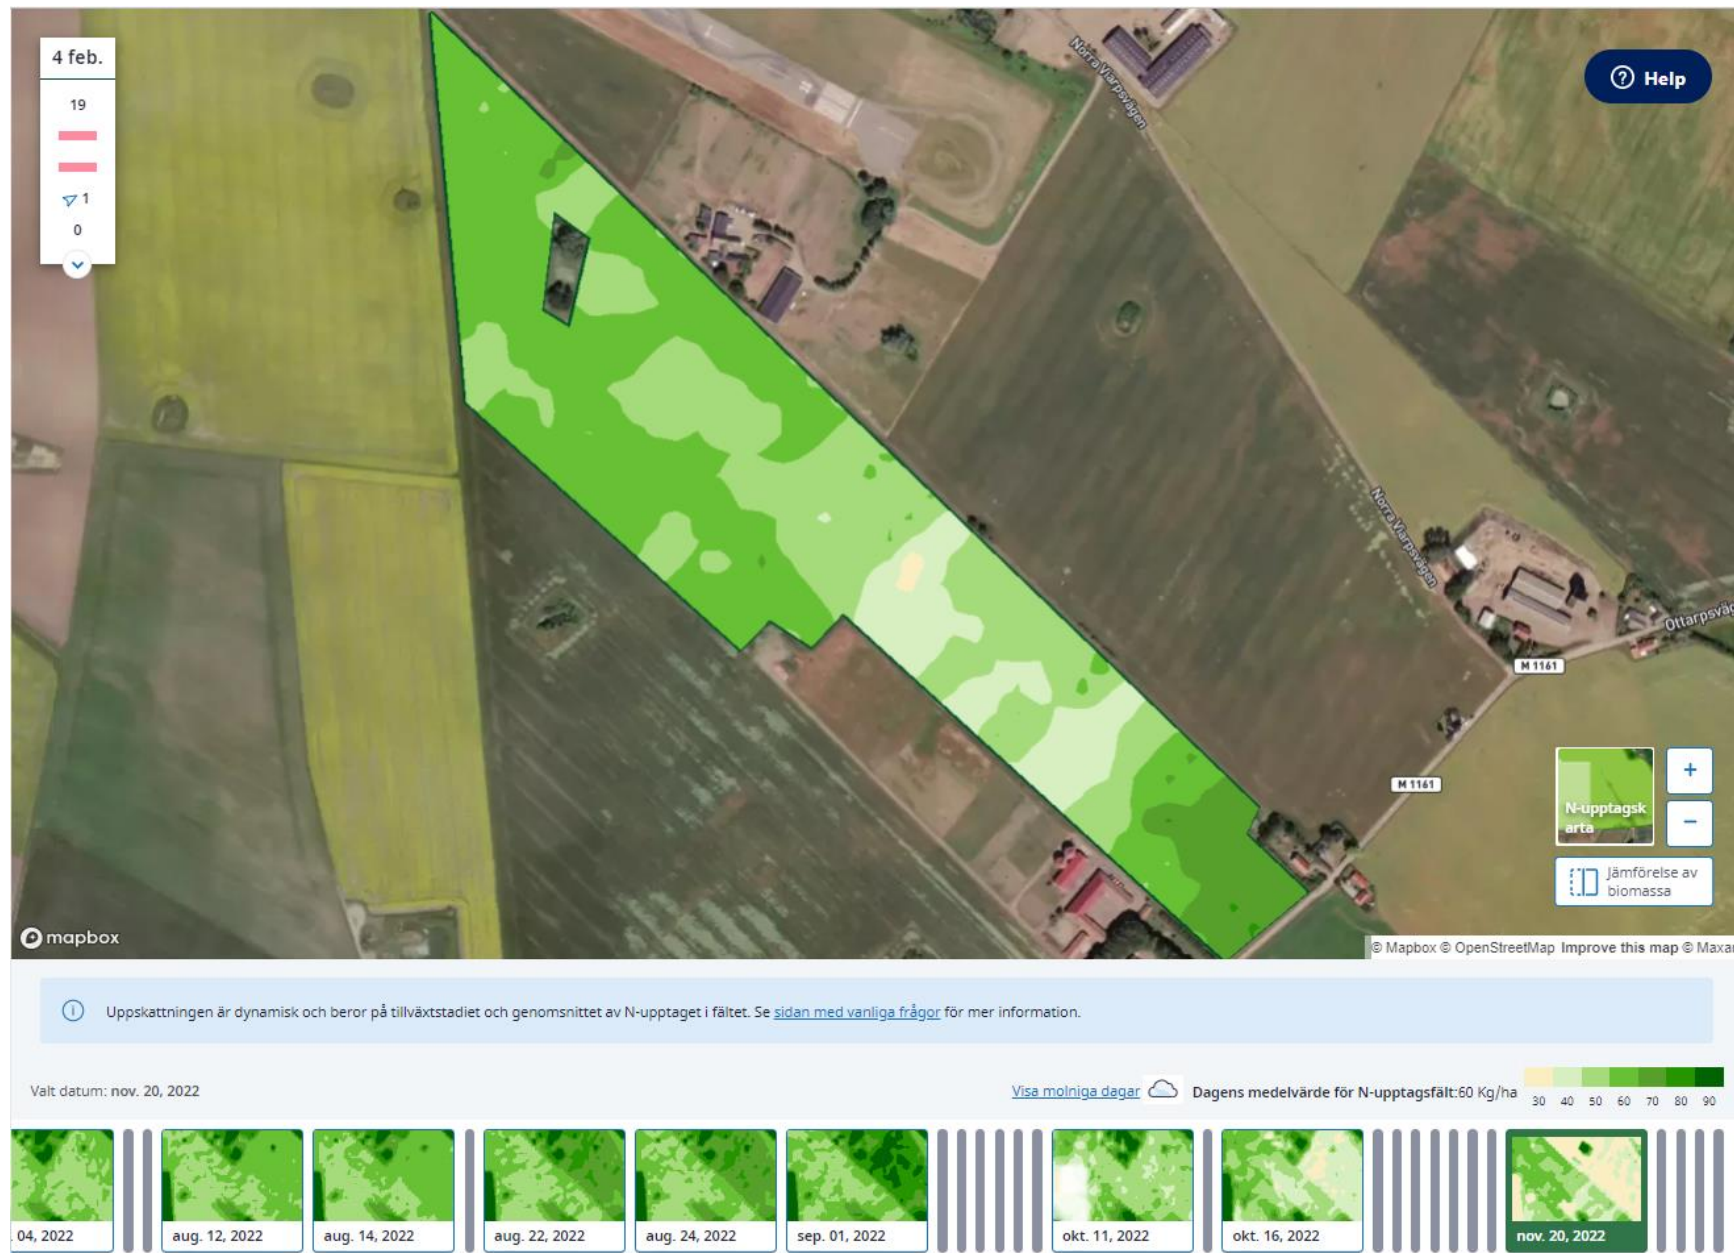 4 feb.
19
1
0
Help
Norra Viarpsvägen
Norra Viarpsvägen
Ottarpsväg
M 1161
M 1161
N-upptagsk
arta
+
−
Jämförelse av
biomassa
mapbox
© Mapbox © OpenStreetMap Improve this map © Maxar
Uppskattningen är dynamisk och beror på tillväxtstadiet och genomsnittet av N-upptaget i fältet. Se sidan med vanliga frågor för mer information.
Valt datum: nov. 20, 2022
Visa molniga dagar
Dagens medelvärde för N-upptagsfält:60 Kg/ha
30 40 50 60 70 80 90
. 04, 2022
aug. 12, 2022
aug. 14, 2022
aug. 22, 2022
aug. 24, 2022
sep. 01, 2022
okt. 11, 2022
okt. 16, 2022
nov. 20, 2022